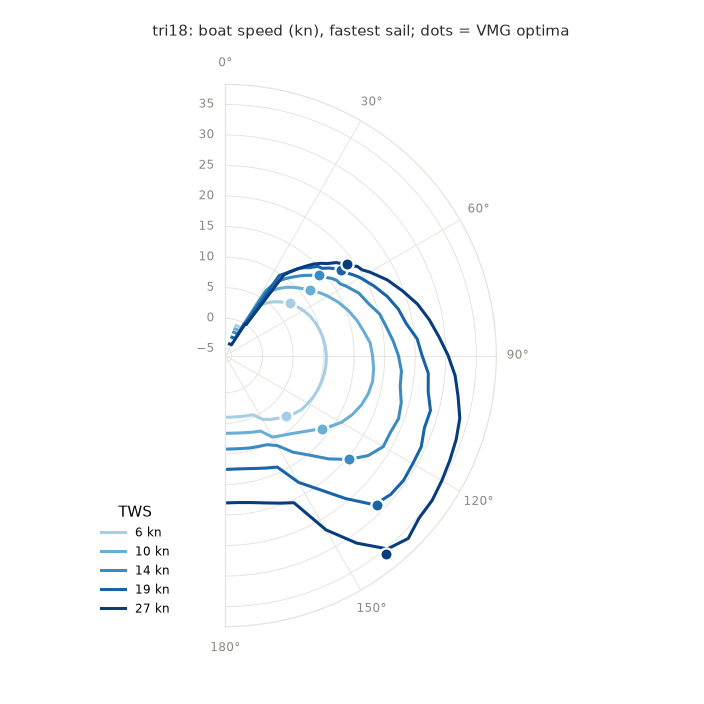 tri18: boat speed (kn), fastest sail; dots = VMG optima
0°
30°
35
30
25
20
60°
15
10
5
0
−5
90°
120°
TWS
6 kn
10 kn
14 kn
19 kn
27 kn
150°
180°